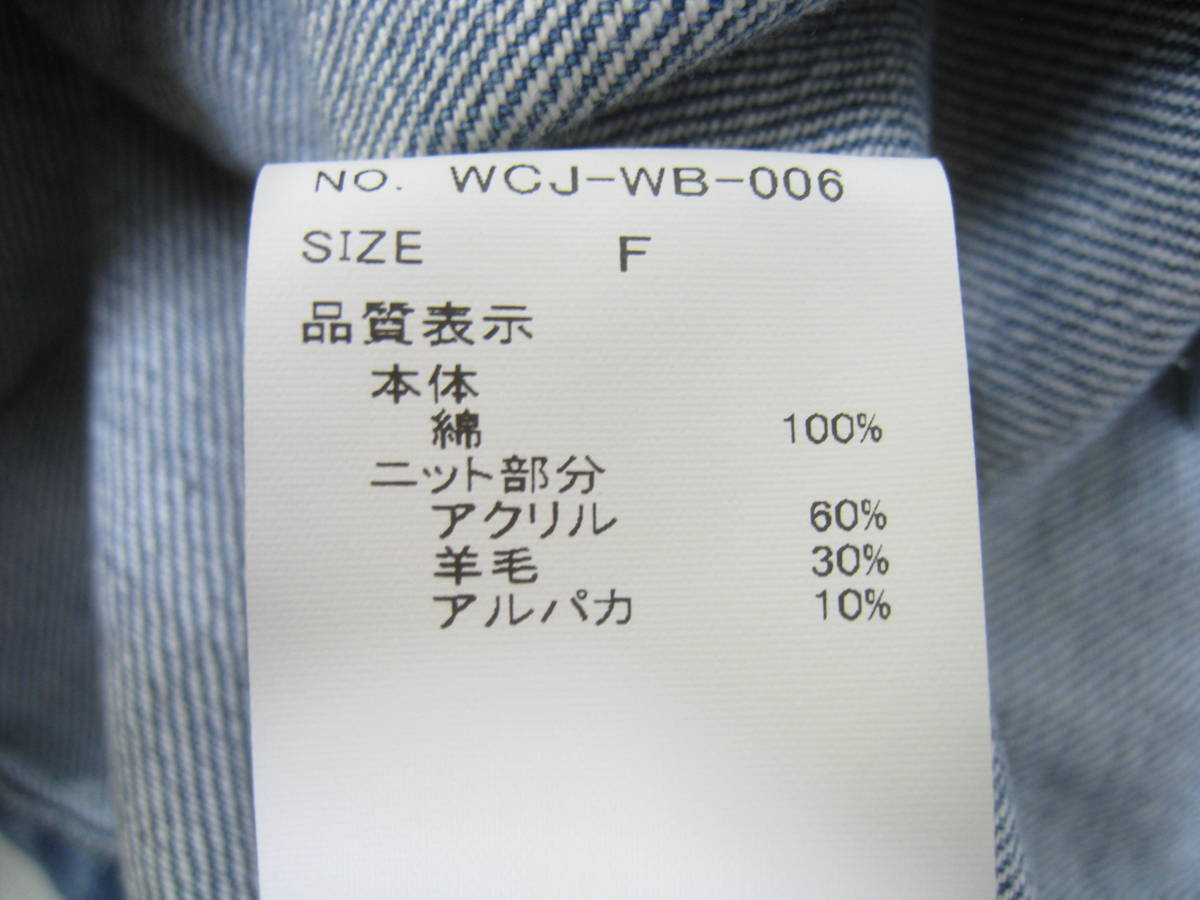 NO. WCJ-WB-006
SIZE F
品質表示
本体
綿 100%
ニット部分
アクリル 60%
羊毛 30%
アルパカ 10%